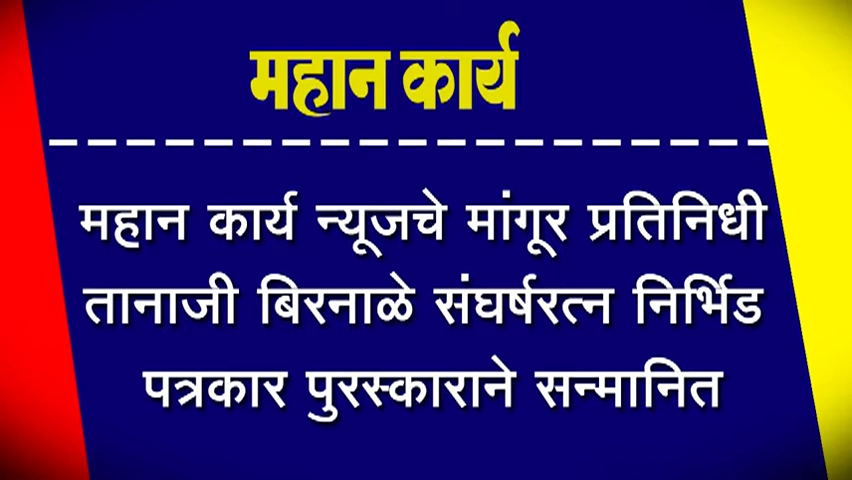 महान कार्य
महान कार्य न्यूजचे मांगूर प्रतिनिधी
तानाजी बिरनाळे संघर्षरत्न निर्भिड
पत्रकार पुरस्काराने सन्मानित